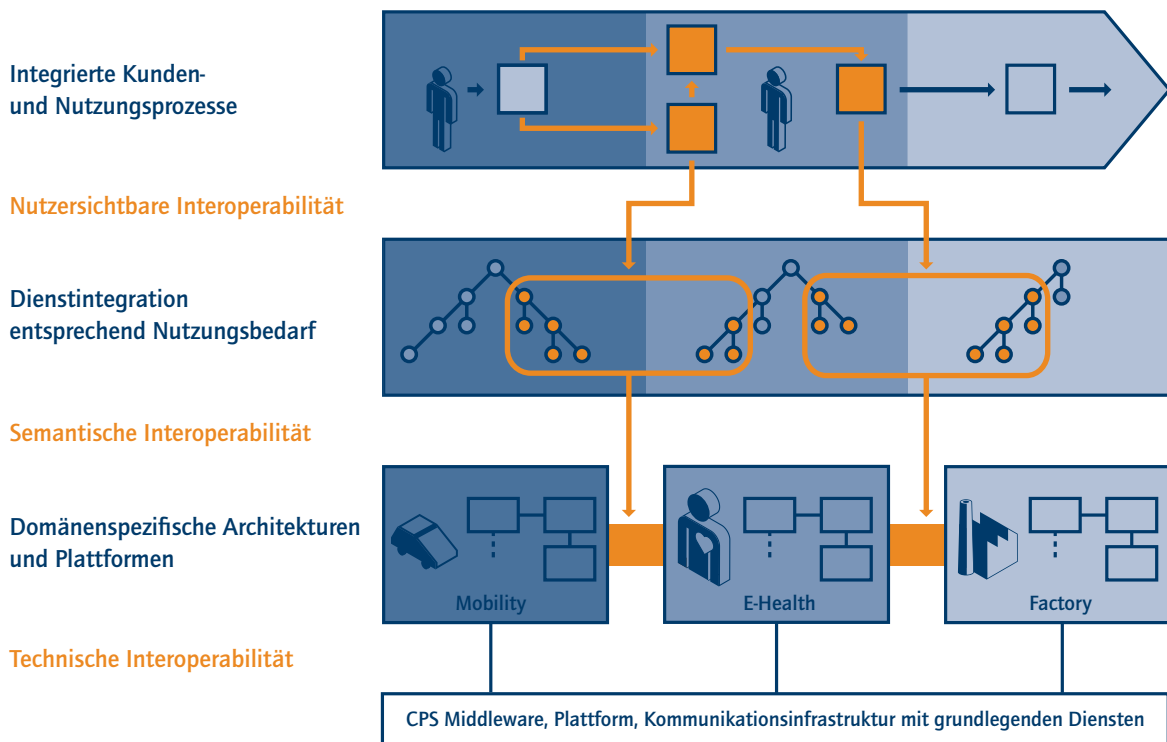 Integrierte Kunden-
und Nutzungsprozesse
Nutzersichtbare Interoperabilität
Dienstintegration
entsprechend Nutzungsbedarf
Semantische Interoperabilität
Domänenspezifische Architekturen
und Plattformen
Mobility
E-Health
Factory
Technische Interoperabilität
CPS Middleware, Plattform, Kommunikationsinfrastruktur mit grundlegenden Diensten